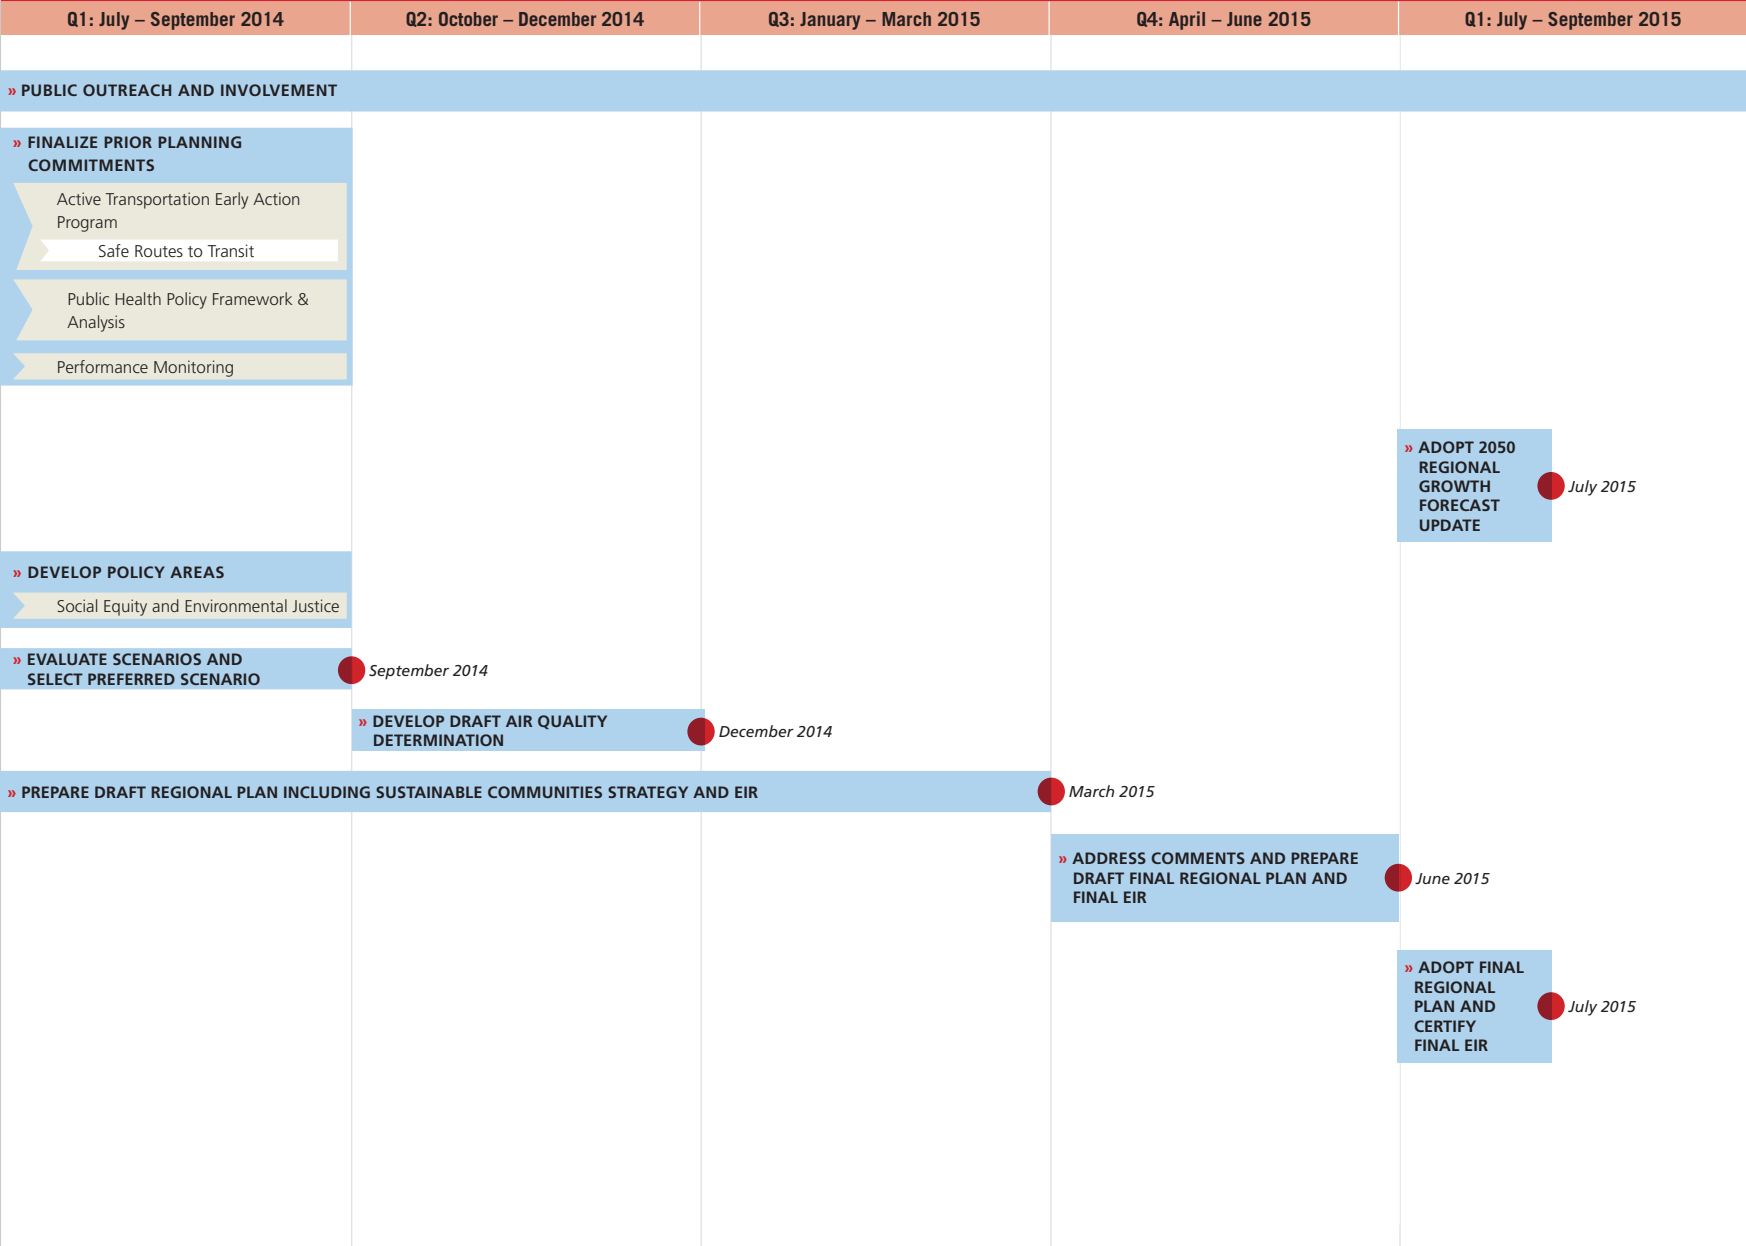 Q1: July – September 2014
Q2: October – December 2014
Q3: January – March 2015
Q4: April – June 2015
Q1: July – September 2015
» PUBLIC OUTREACH AND INVOLVEMENT
» FINALIZE PRIOR PLANNING
COMMITMENTS
Active Transportation Early Action
Program
Safe Routes to Transit
Public Health Policy Framework &
Analysis
Performance Monitoring
» ADOPT 2050
REGIONAL
GROWTH
FORECAST
UPDATE
July 2015
» DEVELOP POLICY AREAS
Social Equity and Environmental Justice
» EVALUATE SCENARIOS AND
SELECT PREFERRED SCENARIO
September 2014
» DEVELOP DRAFT AIR QUALITY
DETERMINATION
December 2014
» PREPARE DRAFT REGIONAL PLAN INCLUDING SUSTAINABLE COMMUNITIES STRATEGY AND EIR
March 2015
» ADDRESS COMMENTS AND PREPARE
DRAFT FINAL REGIONAL PLAN AND
FINAL EIR
June 2015
» ADOPT FINAL
REGIONAL
PLAN AND
CERTIFY
FINAL EIR
July 2015